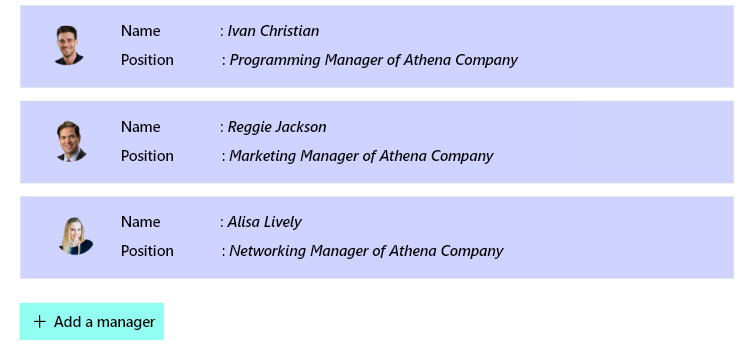 Name : Ivan Christian
Position : Programming Manager of Athena Company
Name : Reggie Jackson
Position : Marketing Manager of Athena Company
Name : Alisa Lively
Position : Networking Manager of Athena Company
+ Add a manager